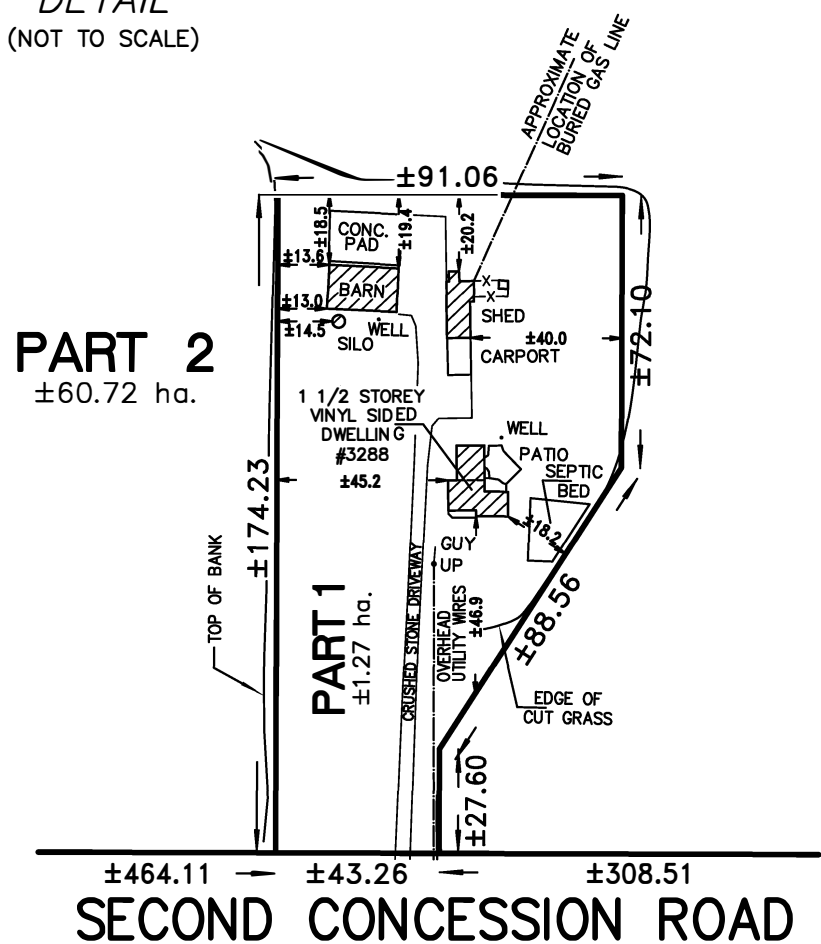 DETAIL
(NOT TO SCALE)
APPROXIMATE
LOCATION OF
BURIED GAS LINE
±91.06
±18.5
CONC.
PAD
±19.4
±20.2
±13.6
BARN
X
X
±13.0
SHED
±14.5
WELL
SILO
±40.0
CARPORT
±72.10
PART 2
±60.72 ha.
1 1/2 STOREY
VINYL SIDED
DWELLING
#3288
WELL
PATIO
SEPTIC
BED
±45.2
±174.23
±18.2
GUY
UP
TOP OF BANK
PART 1
±1.27 ha.
CRUSHED STONE DRIVEWAY
OVERHEAD
UTILITY WIRES
±46.9
±88.56
EDGE OF
CUT GRASS
±27.60
±464.11
±43.26
±308.51
SECOND CONCESSION ROAD